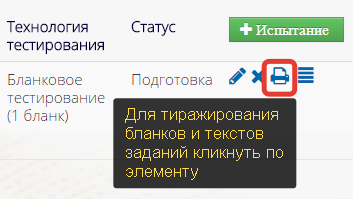 Технология тестирования
Статус
Испытание
Бланковое тестирование (1 бланк)
Подготовка
Для тиражирования
бланков и текстов
заданий кликнуть по
элементу